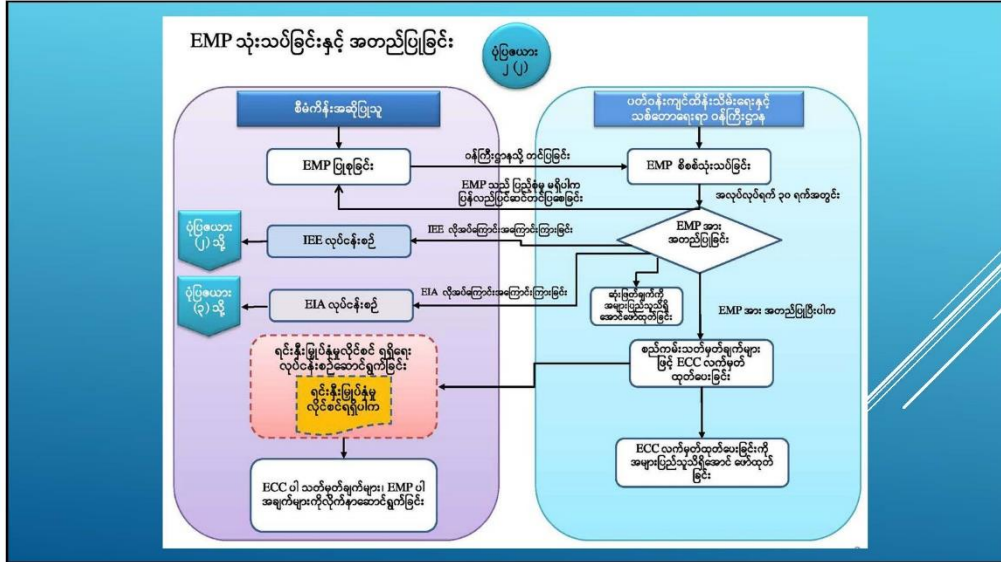 EMP သုံးသပ်ခြင်းနှင့် အတည်ပြုခြင်း
ပုံပြဇယား
၂ (၂)
စီမံကိန်းအဆိုပြုသူ
ပတ်ဝန်းကျင်ထိန်းသိမ်းရေးနှင့်
သစ်တောရေးရာ ဝန်ကြီးဌာန
EMP ပြုစုခြင်း
ဝန်ကြီးဌာနသို့ တင်ပြခြင်း
EMP စိစစ်သုံးသပ်ခြင်း
EMP သည် ပြည့်စုံမှု မရှိပါက
ပြန်လည်ပြင်ဆင်တင်ပြစေခြင်း
အလုပ်လုပ်ရက် ၃၀ ရက်အတွင်း
ပုံပြဇယား
(၂) သို့
IEE လုပ်ငန်းစဉ်
IEE လိုအပ်ကြောင်းအကြောင်းကြားခြင်း
EMP အား
အတည်ပြုခြင်း
ပုံပြဇယား
(၃) သို့
EIA လုပ်ငန်းစဉ်
EIA လိုအပ်ကြောင်းအကြောင်းကြားခြင်း
ဆုံးဖြတ်ချက်ကို
အများပြည်သူသိရှိ
အောင်ဖော်ထုတ်ခြင်း
EMP အား အတည်ပြုပြီးပါက
ရင်းနှီးမြှုပ်နှံမှုလိုင်စင် ရရှိရေး
လုပ်ငန်းစဉ်ဆောင်ရွက်ခြင်း
ရင်းနှီးမြှုပ်နှံမှု
လိုင်စင်ရရှိပါက
စည်ကမ်းသတ်မှတ်ချက်များ
ဖြင့် ECC လက်မှတ်
ထုတ်ပေးခြင်း
ECC လက်မှတ်ထုတ်ပေးခြင်းကို
အများပြည်သူသိရှိအောင် ဖော်ထုတ်
ခြင်း
ECC ပါ သတ်မှတ်ချက်များ၊ EMP ပါ
အချက်များကိုလိုက်နာဆောင်ရွက်ခြင်း